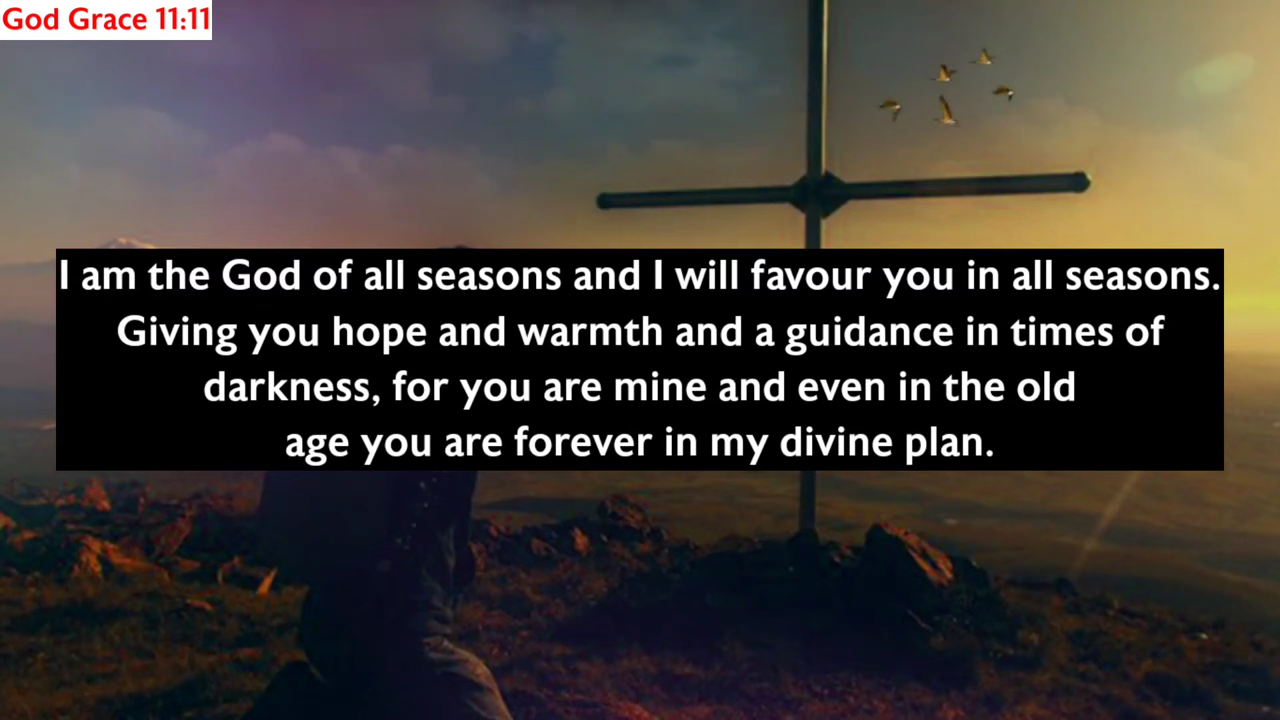 God Grace 11:11
I am the God of all seasons and I will favour you in all seasons.
Giving you hope and warmth and a guidance in times of
darkness, for you are mine and even in the old
age you are forever in my divine plan.